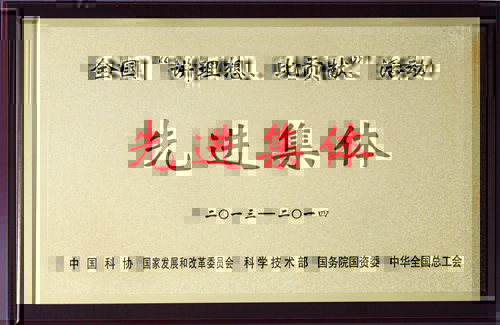 全国“讲理想、比贡献”活动
先进集体
二〇一三—二〇一四
中国科协 国家发展和改革委员会 科学技术部 国务院国资委 中华全国总工会